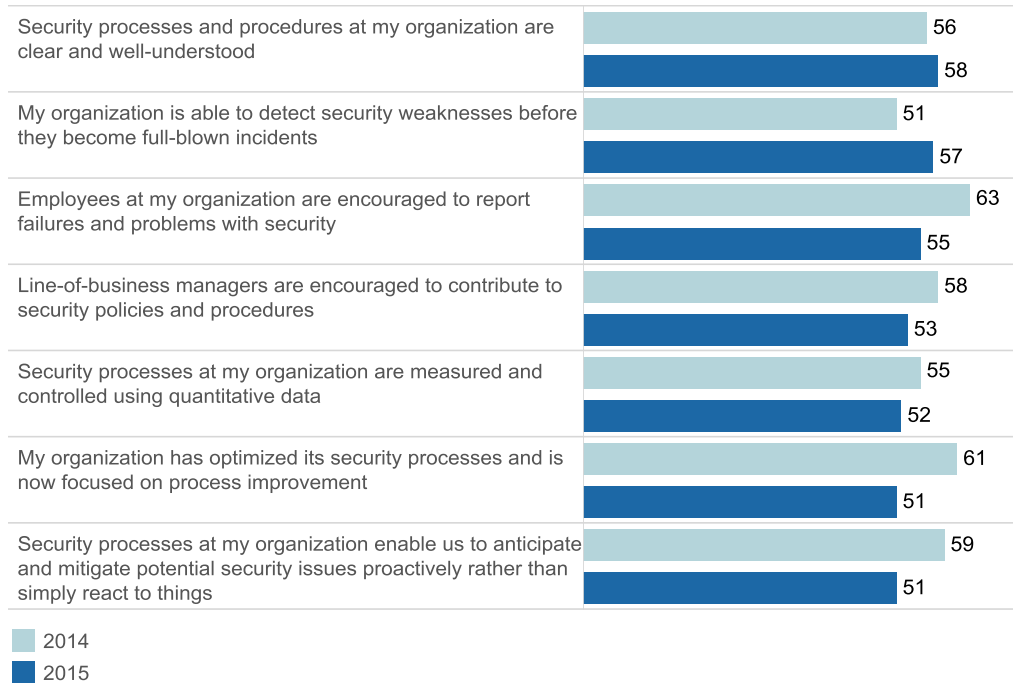 Security processes and procedures at my organization are
clear and well-understood
56
58
My organization is able to detect security weaknesses before
they become full-blown incidents
51
57
Employees at my organization are encouraged to report
failures and problems with security
63
55
Line-of-business managers are encouraged to contribute to
security policies and procedures
58
53
Security processes at my organization are measured and
controlled using quantitative data
55
52
My organization has optimized its security processes and is
now focused on process improvement
61
51
Security processes at my organization enable us to anticipate
and mitigate potential security issues proactively rather than
simply react to things
59
51
2014
2015